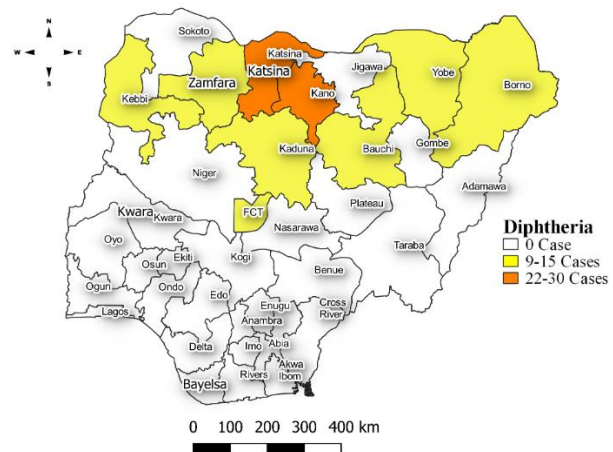 N
W
E
S
Sokoto
Katsina
Katsina
Jigawa
Zamfara
Yobe
Borno
Kebbi
Kano
Kaduna
Bauchi
Gombe
Niger
Adamawa
FCT
Plateau
Kwara
Kwara
Nasarawa
Taraba
Oyo
Kogi
Osun
Ekiti
Benue
Ogun
Ondo
Edo
Lagos
Enugu
Cross
River
Anambra
Delta
Imo
Abia
Bayelsa
Rivers
Akwa
Ibom
Diphtheria
0 Case
9-15 Cases
22-30 Cases
0 100 200 300 400 km